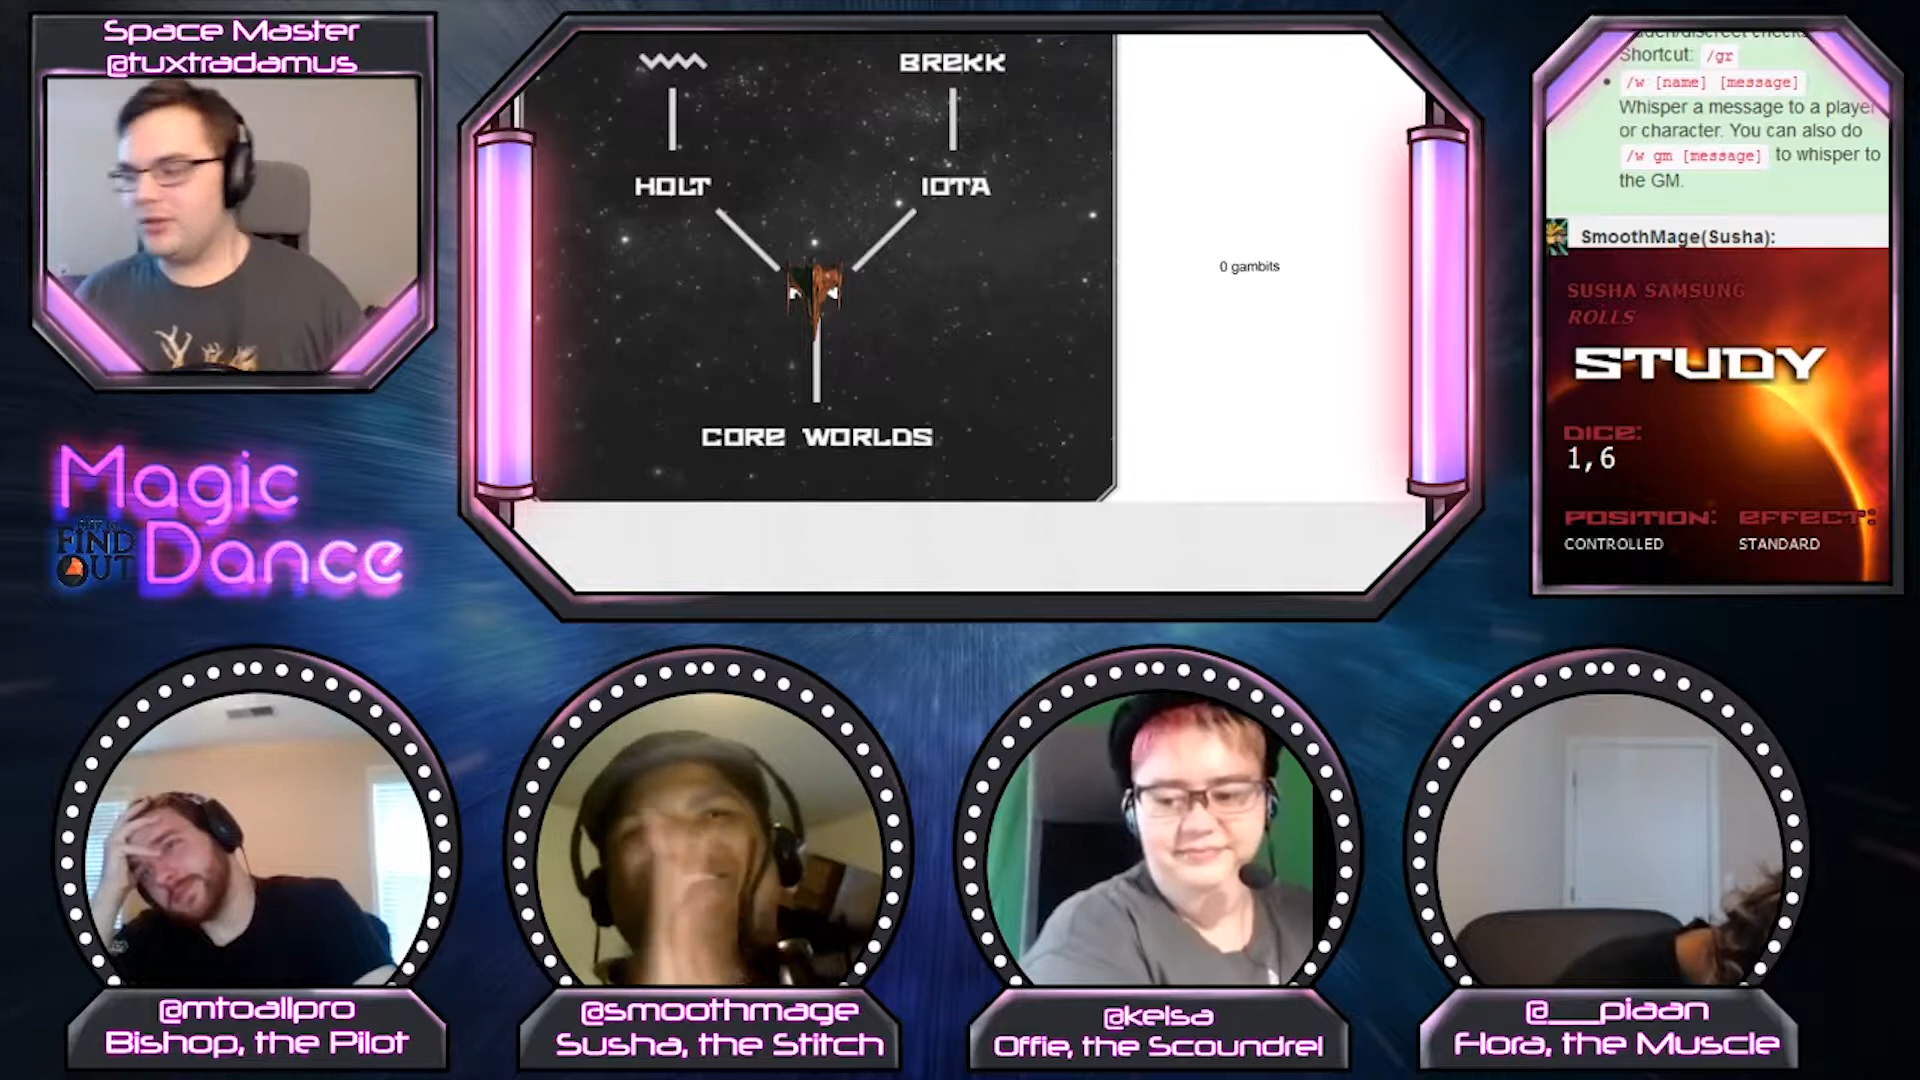 Space Master
@tuxtradamus
BREKK
HOLT
IOTA
CORE WORLDS
0 gambits
Shortcut: /gr
/w [name] [message]
Whisper a message to a player
or character. You can also do
/w gm [message] to whisper to
the GM.
SmoothMage(Susha):
SUSHA SAMSUNG
ROLLS
STUDY
DICE:
1,6
POSITION: EFFECT:
CONTROLLED STANDARD
Magic
FIND
OUT
Dance
@mtoallpro
Bishop, the Pilot
@smoothmage
Susha, the Stitch
@kelsa
Offie, the Scoundrel
@__piaan
Flora, the Muscle